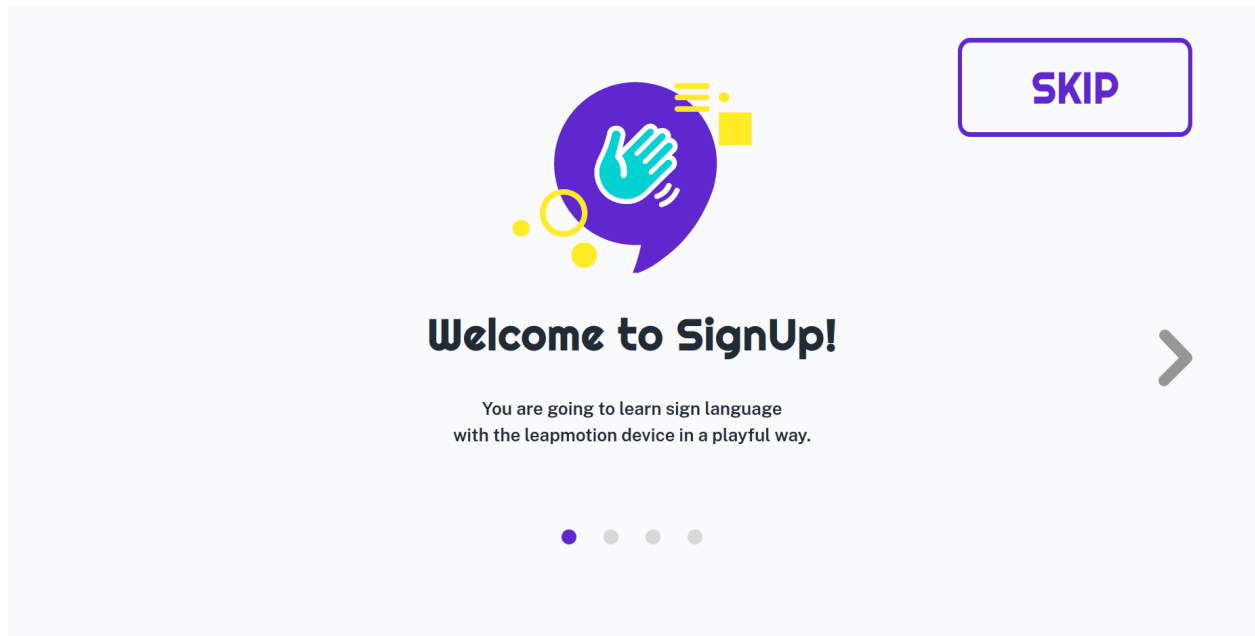 SKIP
Welcome to SignUp!
You are going to learn sign language
with the leapmotion device in a playful way.